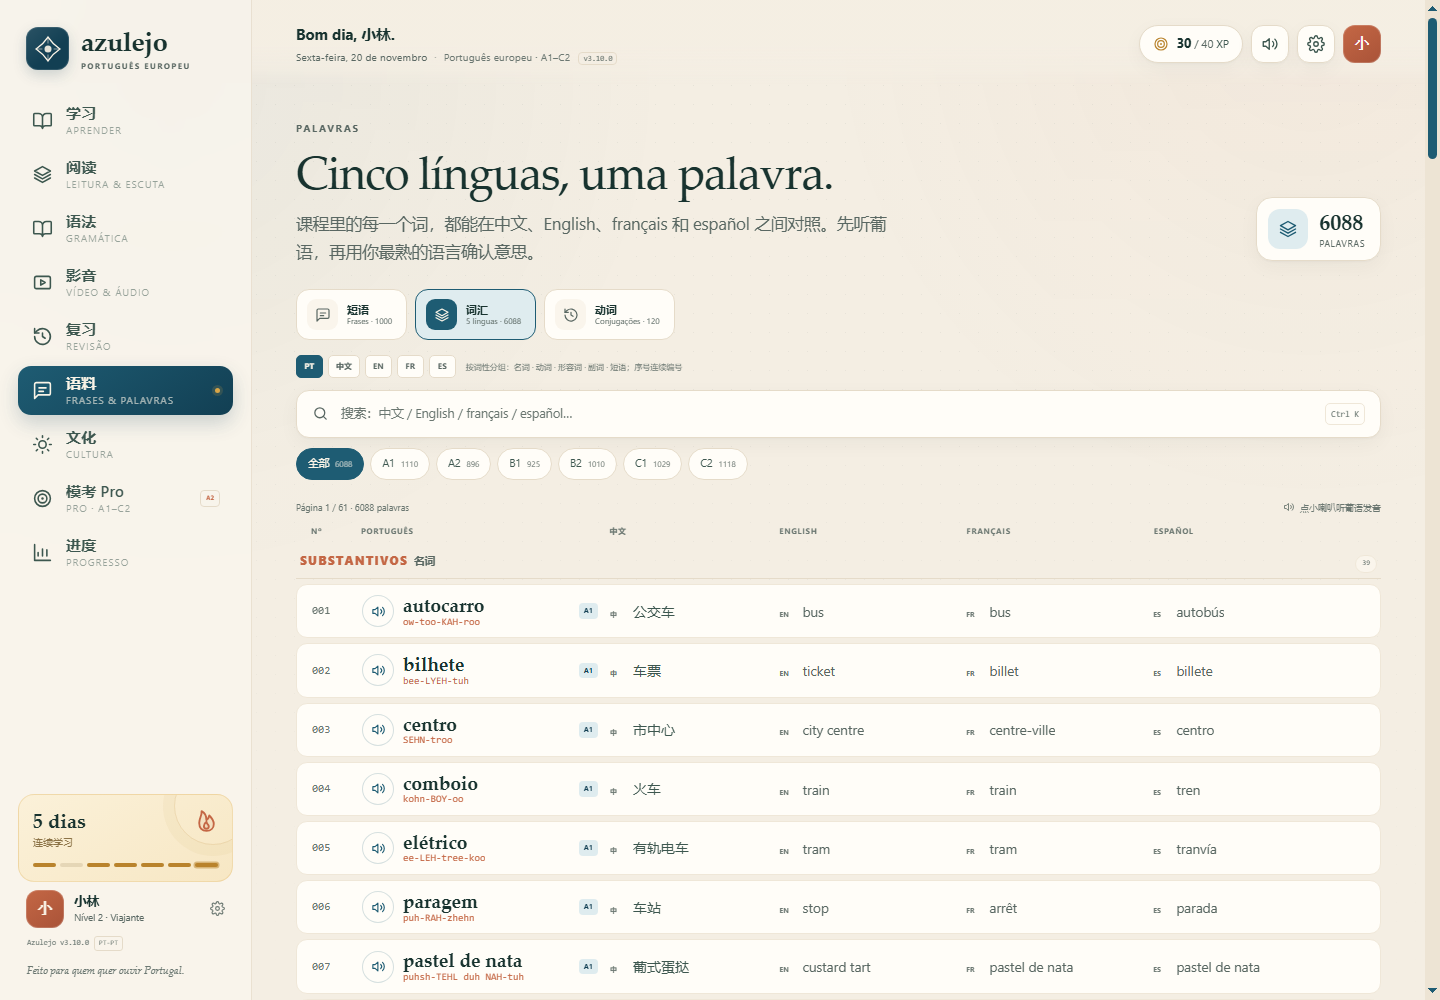 azulejo
PORTUGUÊS EUROPEU
学习
APRENDER
阅读
LEITURA & ESCUTA
语法
GRAMÁTICA
影音
VÍDEO & ÁUDIO
复习
REVISÃO
语料
FRASES & PALAVRAS
文化
CULTURA
模考 Pro
PRO · A1–C2
A2
进度
PROGRESSO
5 dias
连续学习
小
小林
Nível 2 · Viajante
Azulejo v3.10.0 PT-PT
Feito para quem quer ouvir Portugal.
Bom dia, 小林.
Sexta-feira, 20 de novembro · Português europeu · A1–C2 v3.10.0
30 / 40 XP
小
PALAVRAS
Cinco línguas, uma palavra.
课程里的每一个词，都能在中文、English、français 和 español 之间对照。先听葡
语，再用你最熟的语言确认意思。
6088
PALAVRAS
短语
Frases · 1000
词汇
5 línguas · 6088
动词
Conjugações · 120
PT 中文 EN FR ES 按词性分组：名词 · 动词 · 形容词 · 副词 · 短语；序号连续编号
搜索：中文 / English / français / español…
Ctrl K
全部 6088 A1 1110 A2 896 B1 925 B2 1010 C1 1029 C2 1118
Página 1 / 61 · 6088 palavras
点小喇叭听葡语发音
Nº PORTUGUÊS 中文 ENGLISH FRANÇAIS ESPAÑOL
SUBSTANTIVOS 名词 39
001 autocarro A1 中 公交车 EN bus FR bus ES autobús
ow-too-KAH-roo
002 bilhete A1 中 车票 EN ticket FR billet ES billete
bee-LYEH-tuh
003 centro A1 中 市中心 EN city centre FR centre-ville ES centro
SEHN-troo
004 comboio A1 中 火车 EN train FR train ES tren
kohn-BOY-oo
005 elétrico A1 中 有轨电车 EN tram FR tram ES tranvía
ee-LEH-tree-koo
006 paragem A1 中 车站 EN stop FR arrêt ES parada
puh-RAH-zhehn
007 pastel de nata A1 中 葡式蛋挞 EN custard tart FR pastel de nata ES pastel de nata
puhsh-TEHL duh NAH-tuh